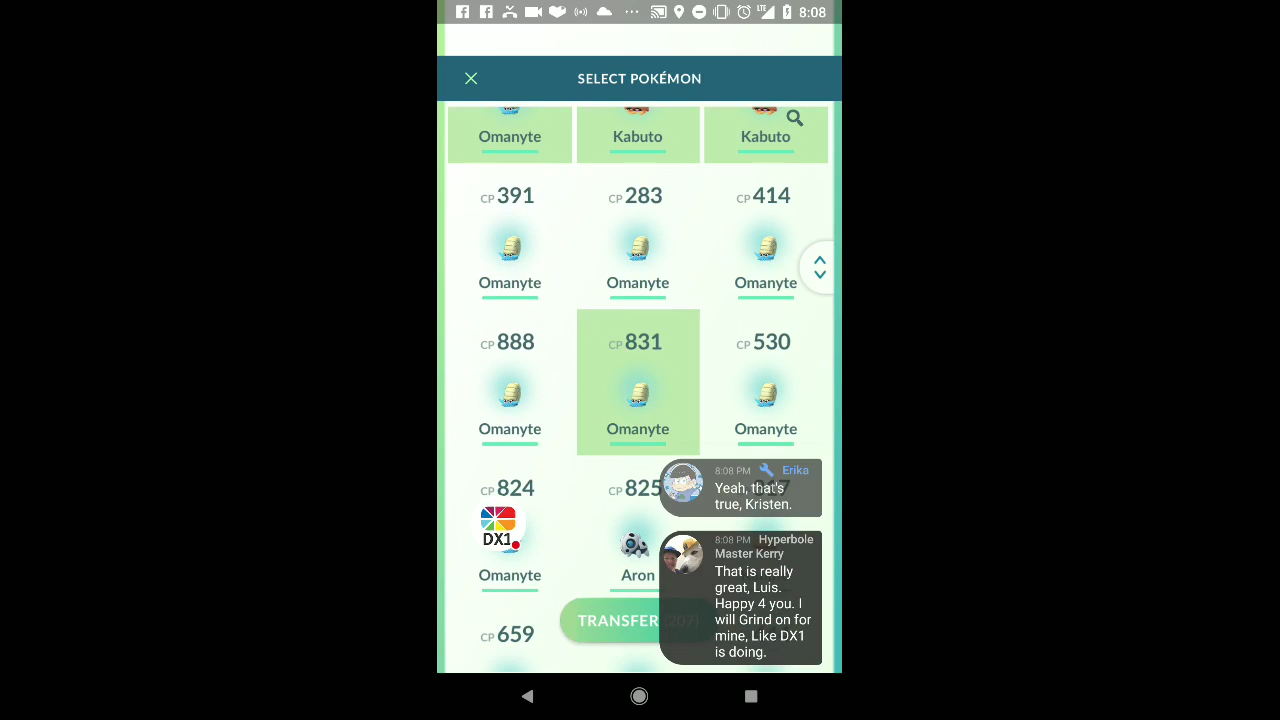 LTE 8:08
SELECT POKÉMON
Omanyte Kabuto Kabuto
CP 391 CP 283 CP 414
Omanyte Omanyte Omanyte
CP 888 CP 831 CP 530
Omanyte Omanyte Omanyte
CP 824 CP 825
8:08 PM Erika
Yeah, that's
true, Kristen.
DX1
8:08 PM Hyperbole
Master Kerry
That is really
great, Luis.
Happy 4 you. I
will Grind on for
mine, Like DX1
is doing.
Omanyte Aron
TRANSFER (207)
CP 659